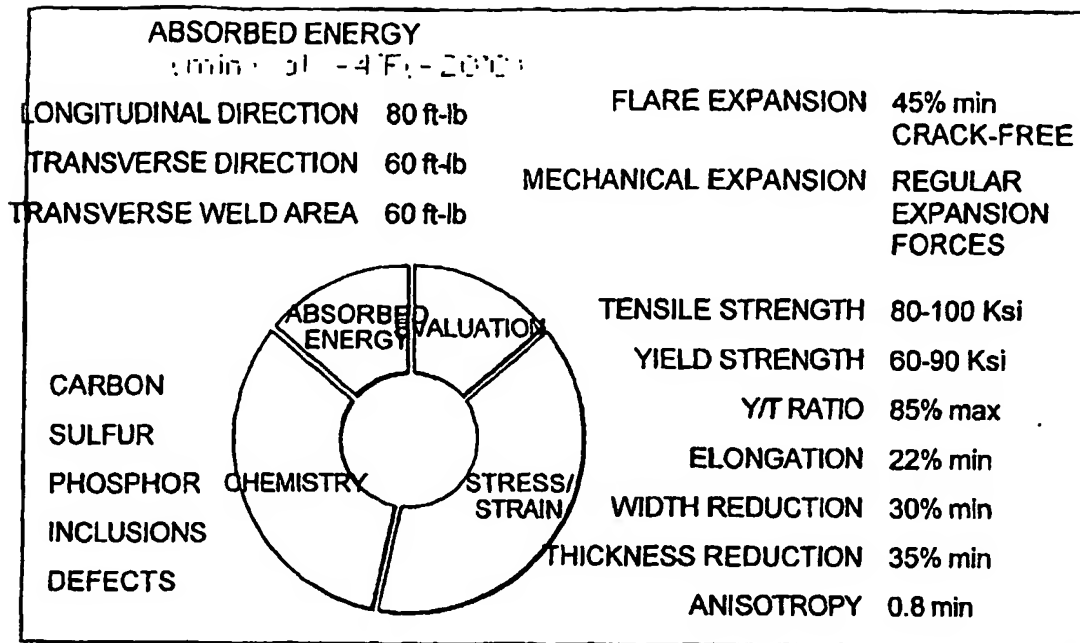 ABSORBED ENERGY
LONGITUDINAL DIRECTION 80 ft-lb
TRANSVERSE DIRECTION 60 ft-lb
TRANSVERSE WELD AREA 60 ft-lb
FLARE EXPANSION 45% min
CRACK-FREE
MECHANICAL EXPANSION REGULAR
EXPANSION
FORCES
ABSORBED
ENERGY
EVALUATION
CHEMISTRY
STRESS/
STRAIN
CARBON
SULFUR
PHOSPHOR
INCLUSIONS
DEFECTS
TENSILE STRENGTH 80-100 Ksi
YIELD STRENGTH 60-90 Ksi
Y/T RATIO 85% max
ELONGATION 22% min
WIDTH REDUCTION 30% min
THICKNESS REDUCTION 35% min
ANISOTROPY 0.8 min